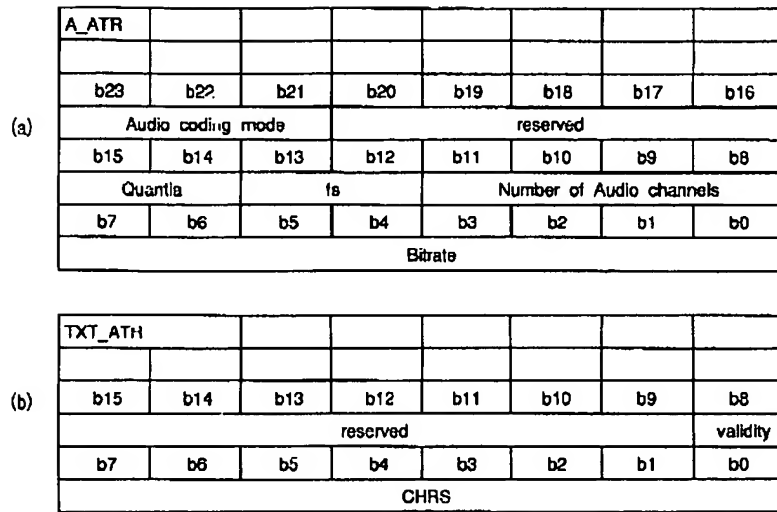 A_ATR
b23 b22 b21 b20 b19 b18 b17 b16
(a)
Audio coding mode reserved
b15 b14 b13 b12 b11 b10 b9 b8
Quantia fs Number of Audio channels
b7 b6 b5 b4 b3 b2 b1 b0
Bitrate
TXT_ATR
b15 b14 b13 b12 b11 b10 b9 b8
(b)
reserved validity
b7 b6 b5 b4 b3 b2 b1 b0
CHRS